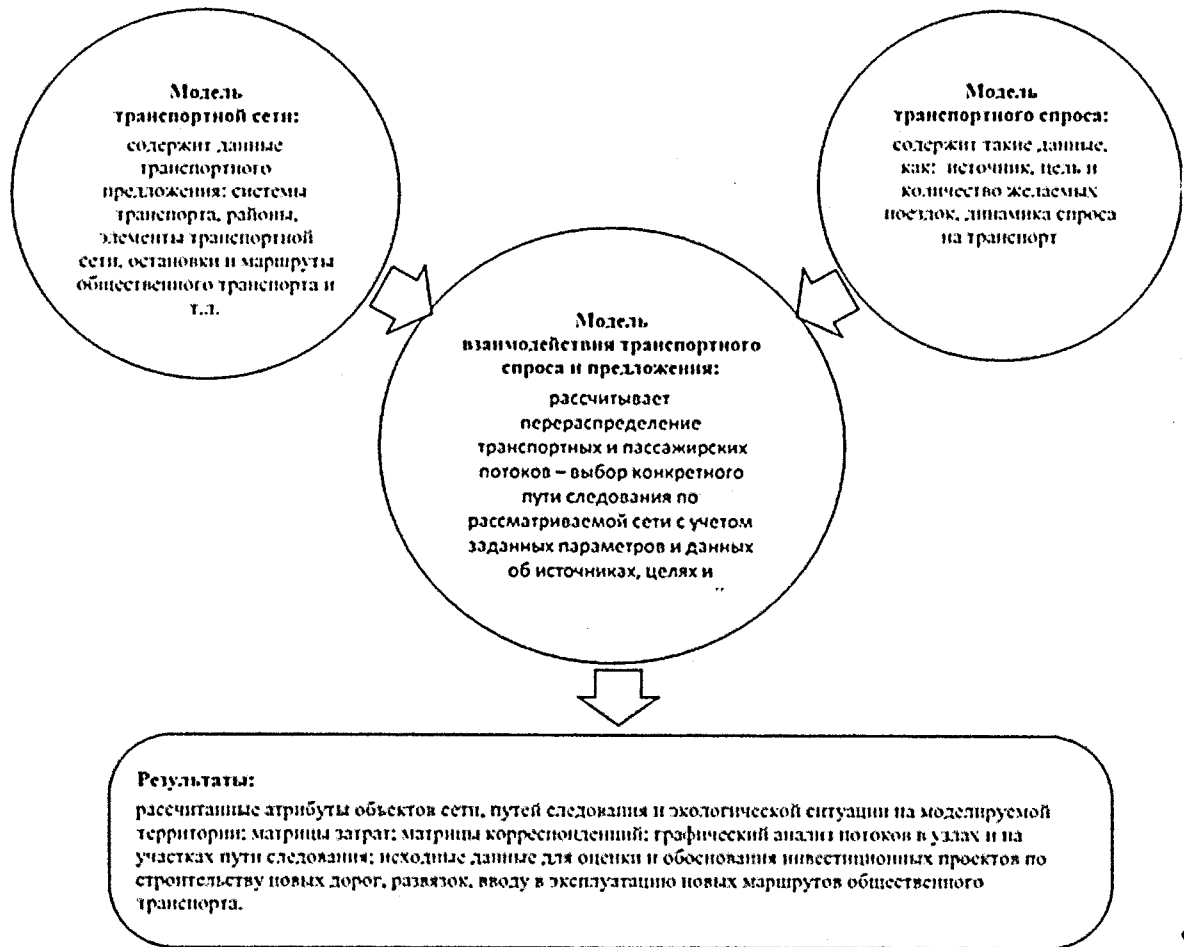 Модель
транспортной сети:
содержит данные
транспортного
предложения: системы
транспорта, районы,
элементы транспортной
сети, остановки и маршруты
общественного транспорта и
т.д.
Модель
транспортного спроса:
содержит такие данные,
как: источник, цель и
количество желаемых
поездок, динамика спроса
на транспорт
Модель
взаимодействия транспортного
спроса и предложения:
рассчитывает
перераспределение
транспортных и пассажирских
потоков – выбор конкретного
пути следования по
рассматриваемой сети с учетом
заданных параметров и данных
об источниках, целях и
Результаты:
рассчитанные атрибуты объектов сети, путей следования и экологической ситуации на моделируемой
территории; матрицы затрат; матрицы корреспонденций; графический анализ потоков в узлах и на
участках пути следования; исходные данные для оценки и обоснования инвестиционных проектов по
строительству новых дорог, развязок, вводу в эксплуатацию новых маршрутов общественного
транспорта.